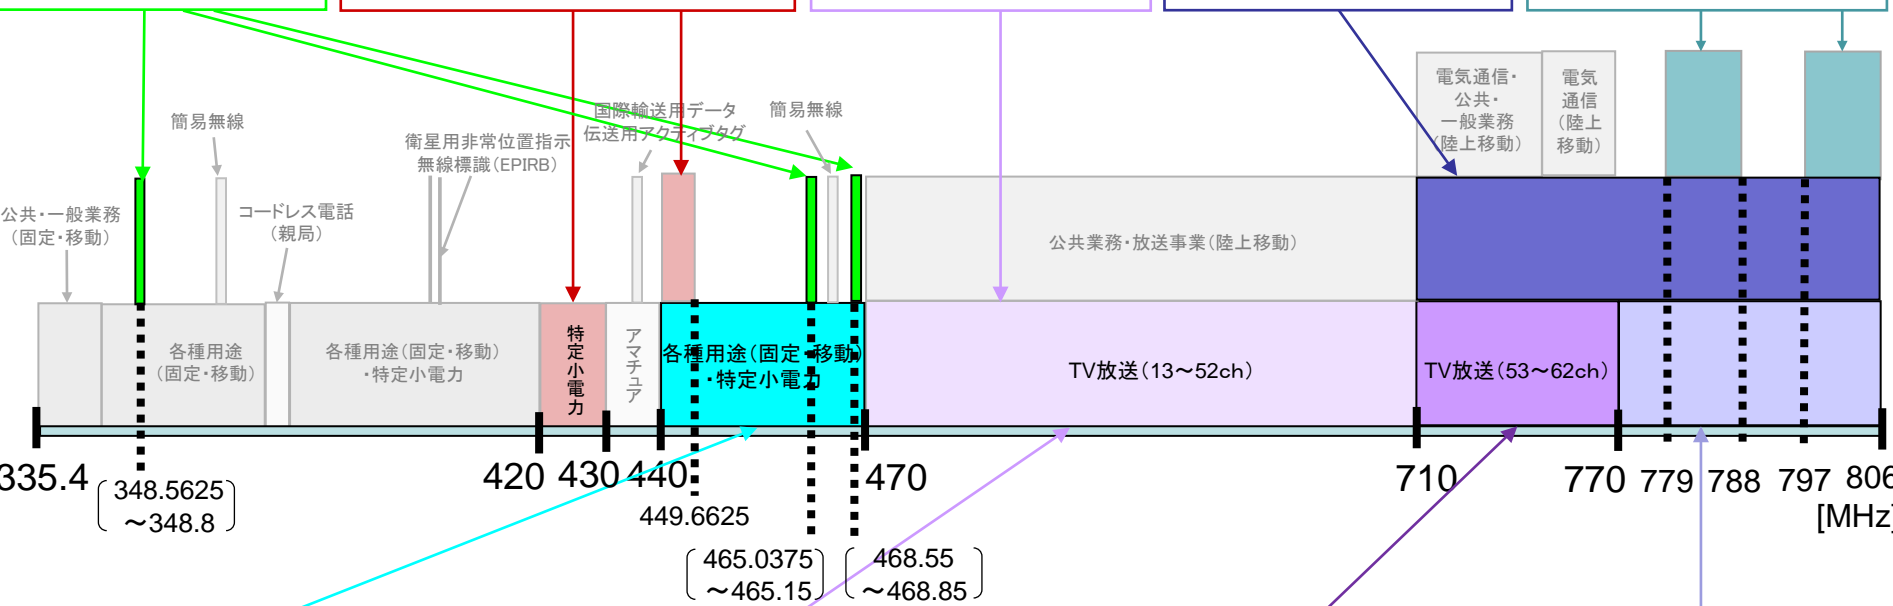 電気通信・
公共・
一般業務
(陸上移動)
電気
通信
(陸上
移動)
国際輸送用データ
伝送用アクティブタグ
簡易無線
簡易無線
衛星用非常位置指示
無線標識(EPIRB)
公共・一般業務
(固定・移動)
コードレス電話
(親局)
公共業務・放送事業(陸上移動)
各種用途
(固定・移動)
各種用途(固定・移動)
・特定小電力
特定小電力
アマチュア
各種用途(固定・移動)
・特定小電力
TV放送(13～52ch)
TV放送(53～62ch)
335.4
420
430
440
470
710
770
779
788
797
806
[MHz]
348.5625
～348.8
449.6625
465.0375
～465.15
468.55
～468.85